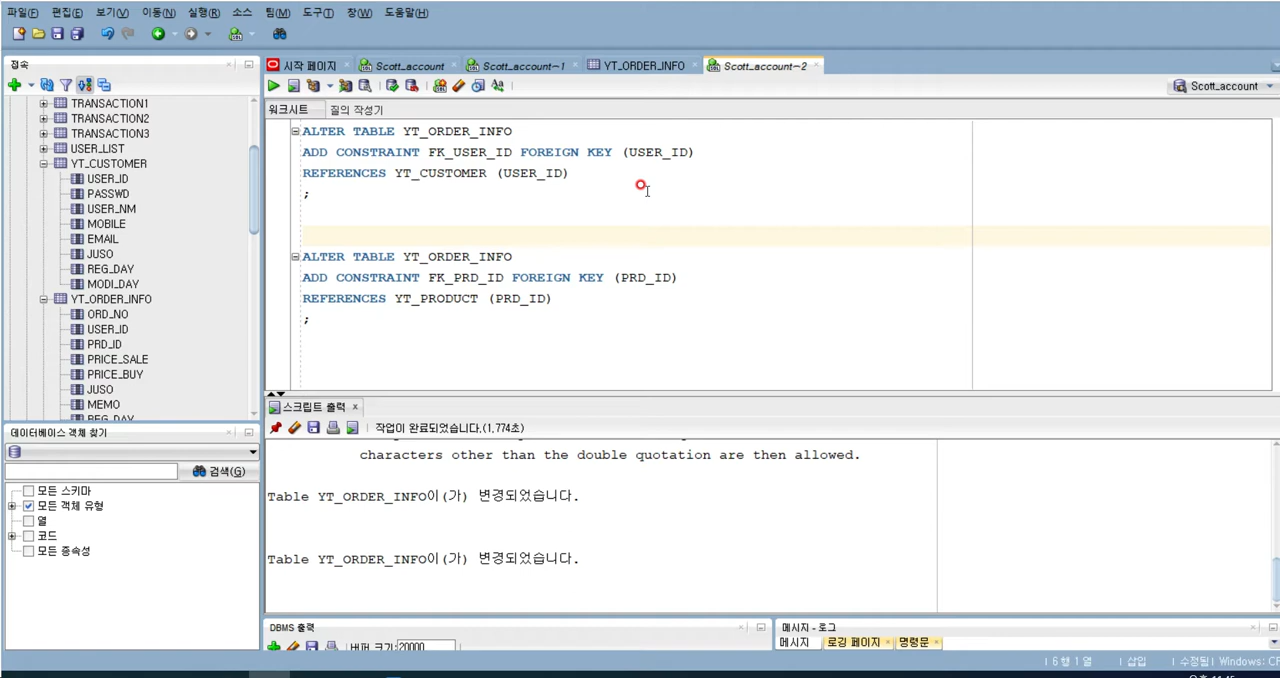 파일(F) 편집(E) 보기(V) 이동(N) 실행(R) 소스 팀(M) 도구(T) 창(W) 도움말(H)
접속
시작 페이지 Scott_account Scott_account~1 YT_ORDER_INFO Scott_account~2
Scott_account
워크시트 질의 작성기
TRANSACTION1
TRANSACTION2
TRANSACTION3
USER_LIST
YT_CUSTOMER
USER_ID
PASSWD
USER_NM
MOBILE
EMAIL
JUSO
REG_DAY
MODI_DAY
YT_ORDER_INFO
ORD_NO
USER_ID
PRD_ID
PRICE_SALE
PRICE_BUY
JUSO
MEMO
REG_DAY
ALTER TABLE YT_ORDER_INFO
ADD CONSTRAINT FK_USER_ID FOREIGN KEY (USER_ID)
REFERENCES YT_CUSTOMER (USER_ID)
;
ALTER TABLE YT_ORDER_INFO
ADD CONSTRAINT FK_PRD_ID FOREIGN KEY (PRD_ID)
REFERENCES YT_PRODUCT (PRD_ID)
;
데이터베이스 객체 찾기
검색(G)
모든 스키마
모든 객체 유형
열
코드
모든 종속성
스크립트 출력
작업이 완료되었습니다.(1,774초)
characters other than the double quotation are then allowed.
Table YT_ORDER_INFO이(가) 변경되었습니다.
Table YT_ORDER_INFO이(가) 변경되었습니다.
DBMS 출력
버퍼 크기:20000
메시지 - 로그
메시지 로깅 페이지 명령문
6 행 1 열 삽입 수정됨 Windows: CF